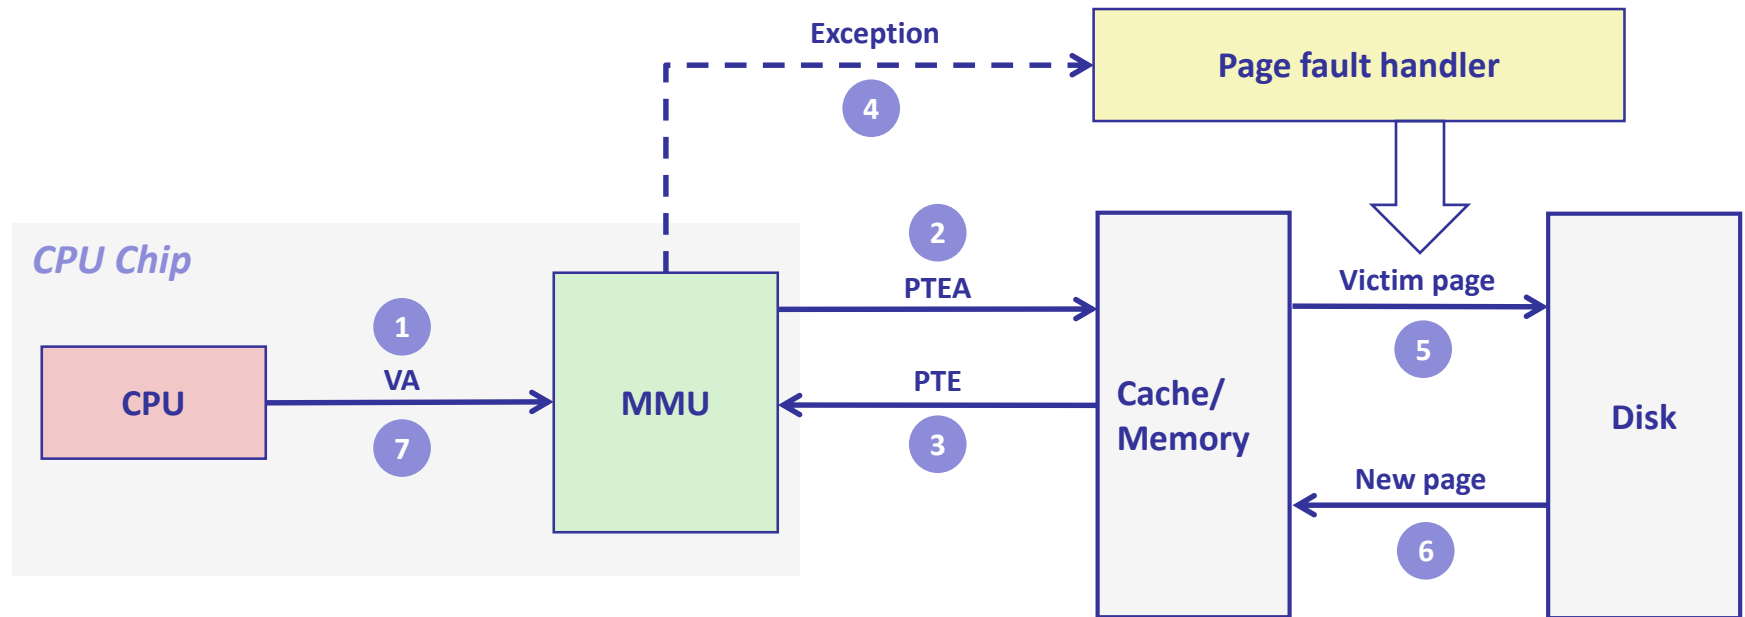 Exception
Page fault handler
4
CPU Chip
2
PTEA
Victim page
1
5
VA
CPU
MMU
PTE
Cache/
Memory
Disk
7
3
New page
6